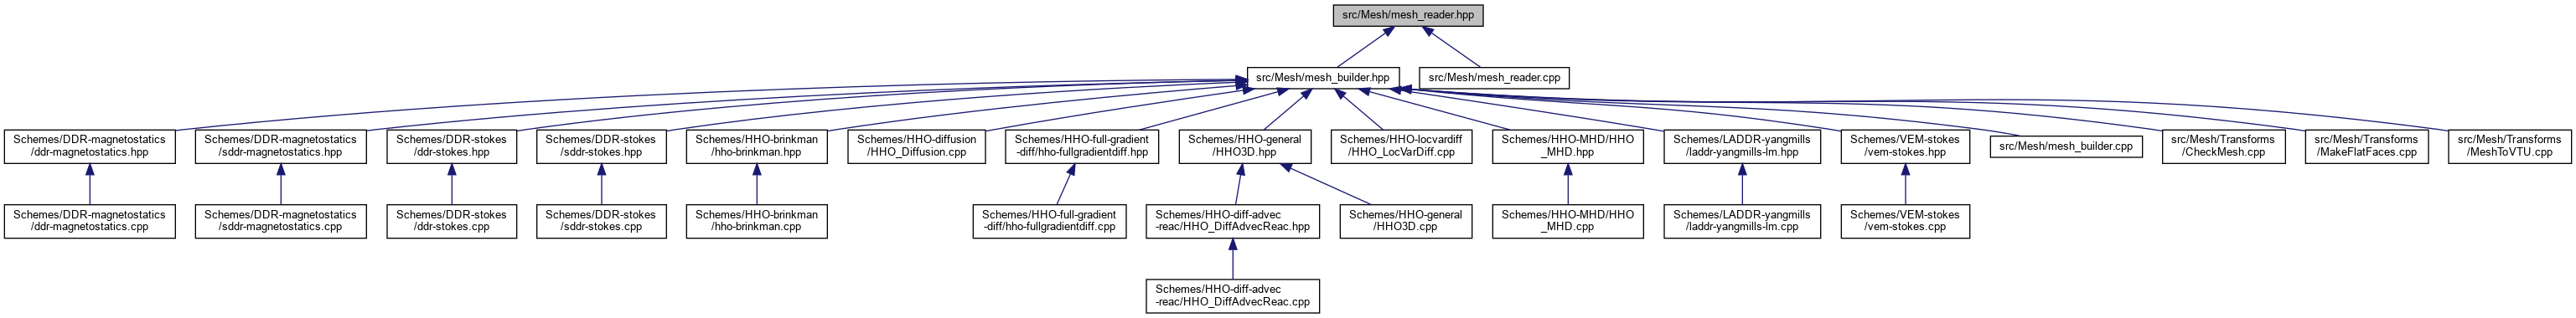 src/Mesh/mesh_reader.hpp
src/Mesh/mesh_builder.hpp
src/Mesh/mesh_reader.cpp
Schemes/DDR-magnetostatics
/ddr-magnetostatics.hpp
Schemes/DDR-magnetostatics
/sddr-magnetostatics.hpp
Schemes/DDR-stokes
/ddr-stokes.hpp
Schemes/DDR-stokes
/sddr-stokes.hpp
Schemes/HHO-brinkman
/hho-brinkman.hpp
Schemes/HHO-diffusion
/HHO_Diffusion.cpp
Schemes/HHO-full-gradient
-diff/hho-fullgradientdiff.hpp
Schemes/HHO-general
/HHO3D.hpp
Schemes/HHO-locvardiff
/HHO_LocVarDiff.cpp
Schemes/HHO-MHD/HHO
_MHD.hpp
Schemes/LADDR-yangmills
/laddr-yangmills-lm.hpp
Schemes/VEM-stokes
/vem-stokes.hpp
src/Mesh/mesh_builder.cpp
src/Mesh/Transforms
/CheckMesh.cpp
src/Mesh/Transforms
/MakeFlatFaces.cpp
src/Mesh/Transforms
/MeshToVTU.cpp
Schemes/DDR-magnetostatics
/ddr-magnetostatics.cpp
Schemes/DDR-magnetostatics
/sddr-magnetostatics.cpp
Schemes/DDR-stokes
/ddr-stokes.cpp
Schemes/DDR-stokes
/sddr-stokes.cpp
Schemes/HHO-brinkman
/hho-brinkman.cpp
Schemes/HHO-full-gradient
-diff/hho-fullgradientdiff.cpp
Schemes/HHO-diff-advec
-reac/HHO_DiffAdvecReac.hpp
Schemes/HHO-general
/HHO3D.cpp
Schemes/HHO-MHD/HHO
_MHD.cpp
Schemes/LADDR-yangmills
/laddr-yangmills-lm.cpp
Schemes/VEM-stokes
/vem-stokes.cpp
Schemes/HHO-diff-advec
-reac/HHO_DiffAdvecReac.cpp